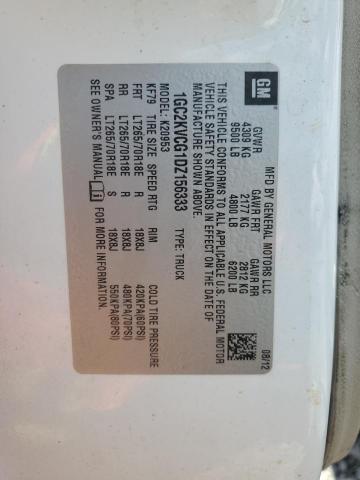 GM
MFD BY GENERAL MOTORS LLC
08/12
GVWR GAWR FRT GAWR RR
4309 KG 2177 KG 2812 KG
9500 LB 4800 LB 6200 LB
THIS VEHICLE CONFORMS TO ALL APPLICABLE U.S. FEDERAL MOTOR
VEHICLE SAFETY STANDARDS IN EFFECT ON THE DATE OF
MANUFACTURE SHOWN ABOVE.
1GC2KVCG1DZ156333 TYPE: TRUCK
MODEL: K20953
KF79 TIRE SIZE SPEED RTG RIM COLD TIRE PRESSURE
FRT LT265/70R18E R 18X8J 420KPA(60PSI)
RR LT265/70R18E R 18X8J 480KPA(70PSI)
SPA LT265/70R18E S 18X8J 550KPA(80PSI)
SEE OWNER'S MANUAL FOR MORE INFORMATION.